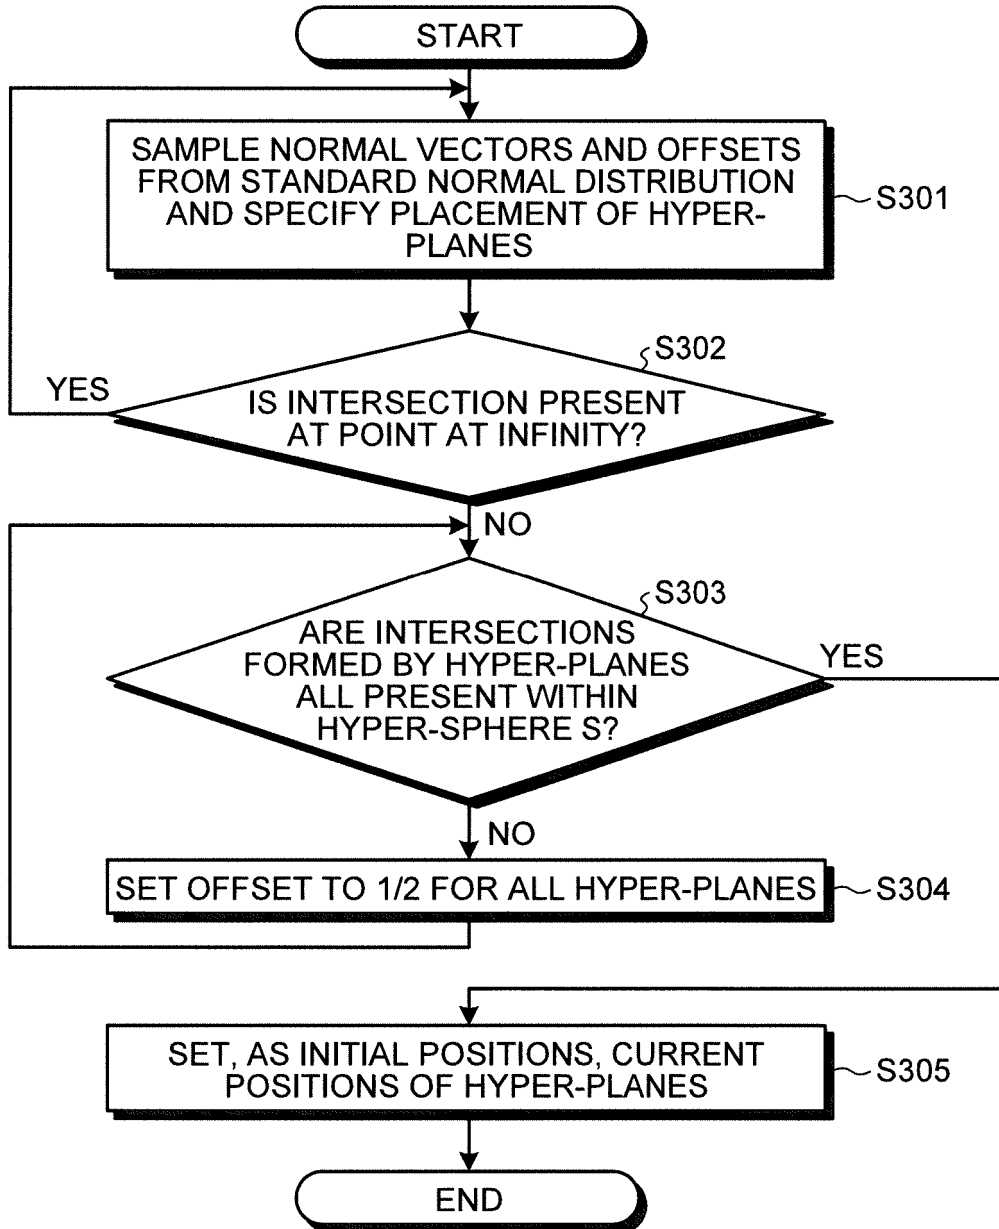 START
SAMPLE NORMAL VECTORS AND OFFSETS
FROM STANDARD NORMAL DISTRIBUTION
AND SPECIFY PLACEMENT OF HYPER-
PLANES
S301
S302
YES
IS INTERSECTION PRESENT
AT POINT AT INFINITY?
NO
S303
ARE INTERSECTIONS
FORMED BY HYPER-PLANES
ALL PRESENT WITHIN
HYPER-SPHERE S?
YES
NO
SET OFFSET TO 1/2 FOR ALL HYPER-PLANES
S304
SET, AS INITIAL POSITIONS, CURRENT
POSITIONS OF HYPER-PLANES
S305
END